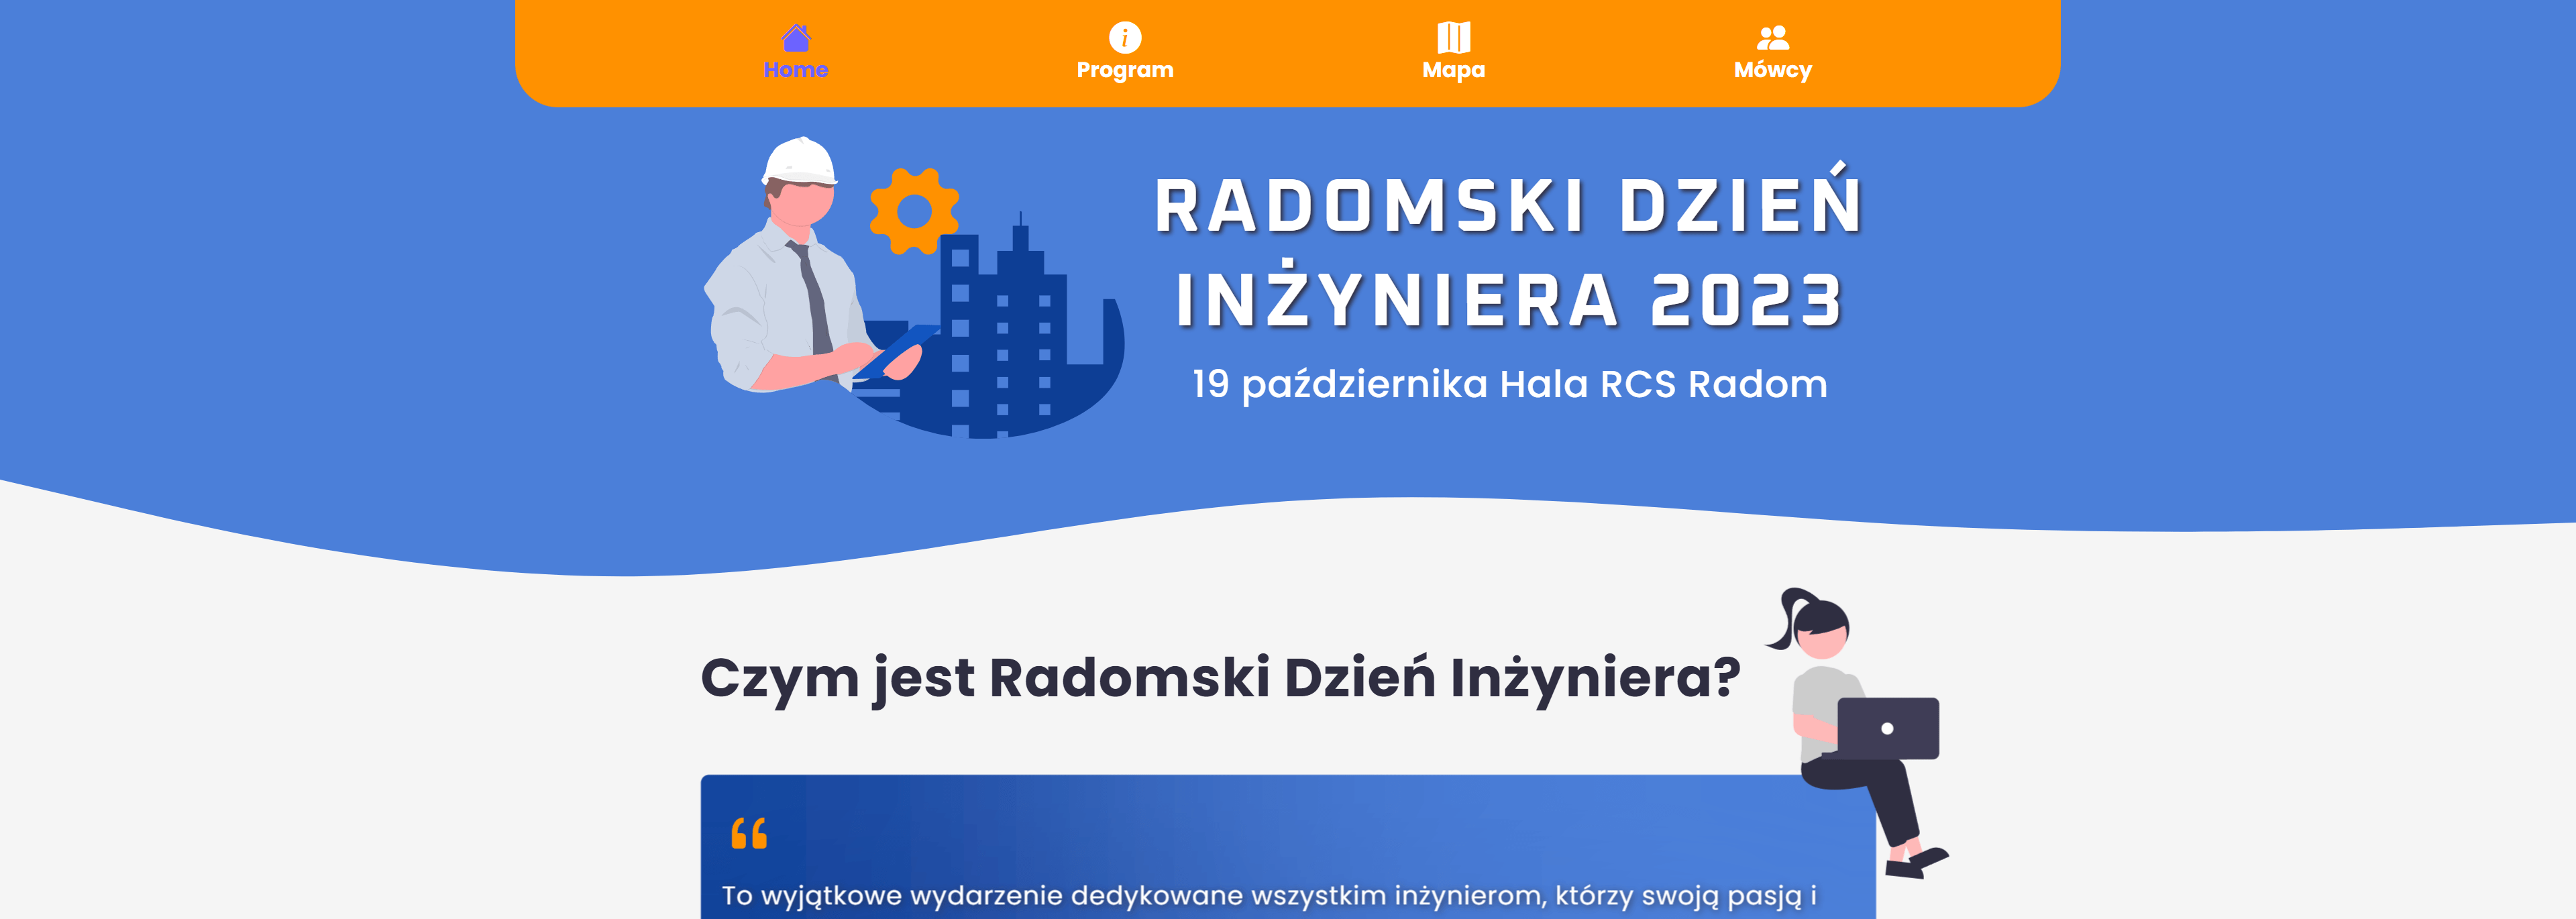 Home
Program
Mapa
Mówcy
RADOMSKI DZIEŃ
INŻYNIERA 2023
19 października Hala RCS Radom
Czym jest Radomski Dzień Inżyniera?
“
To wyjątkowe wydarzenie dedykowane wszystkim inżynierom, którzy swoją pasją i